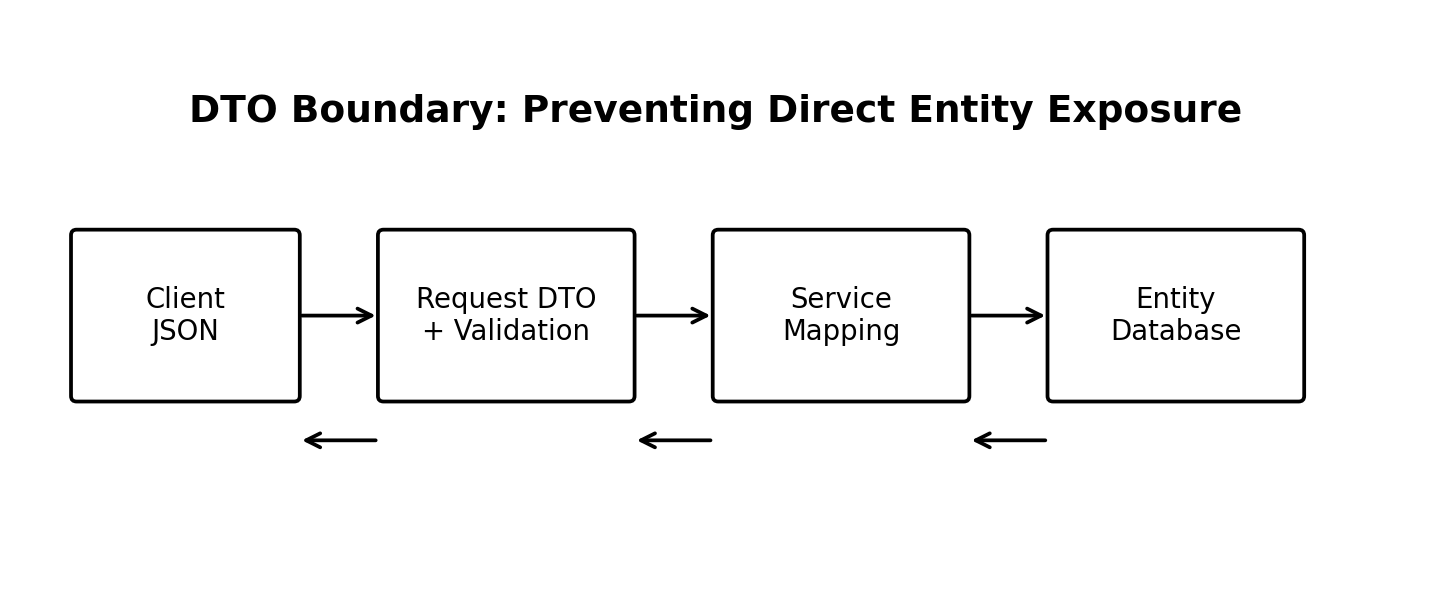 DTO Boundary: Preventing Direct Entity Exposure
Client
JSON
Request DTO
+ Validation
Service
Mapping
Entity
Database